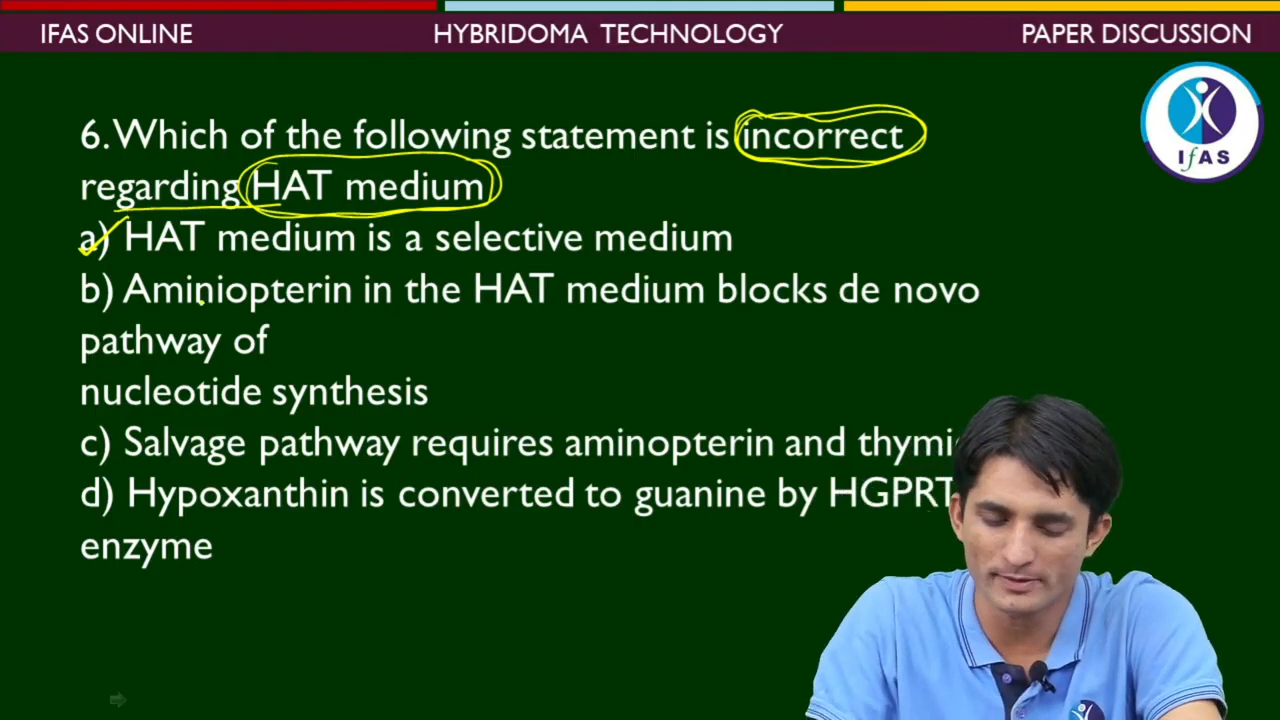 IFAS ONLINE HYBRIDOMA TECHNOLOGY PAPER DISCUSSION
IfAS
6. Which of the following statement is incorrect
regarding HAT medium
a) HAT medium is a selective medium
b) Aminiopterin in the HAT medium blocks de novo
pathway of
nucleotide synthesis
c) Salvage pathway requires aminopterin and
d) Hypoxanthin is converted to guanine by HGPRT
enzyme